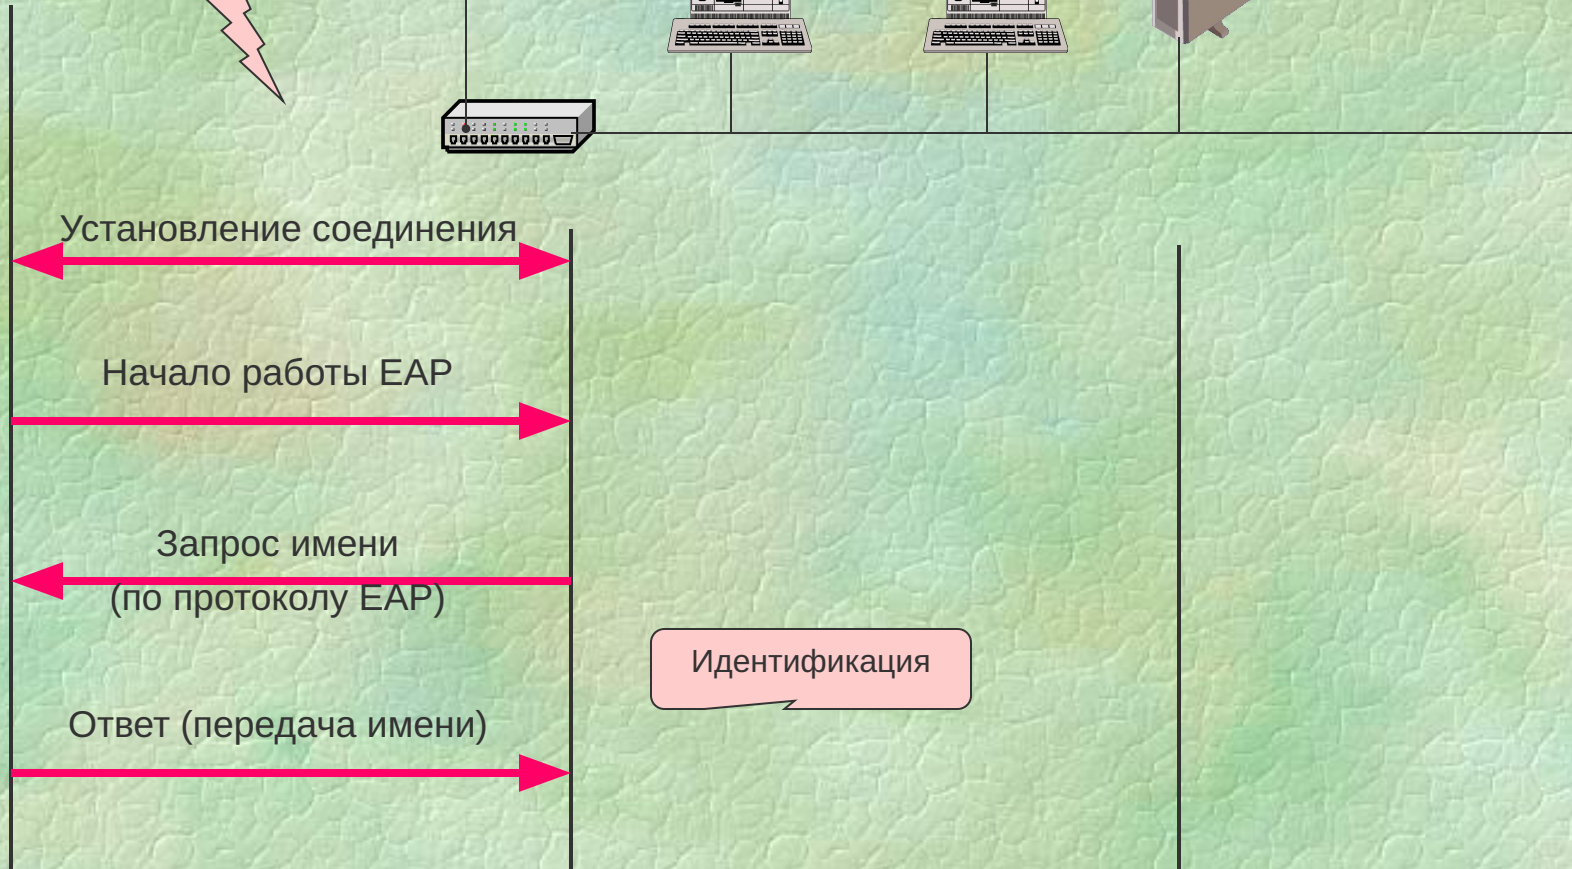 Установление соединения
Начало работы EAP
Запрос имени
(по протоколу EAP)
Идентификация
Ответ (передача имени)